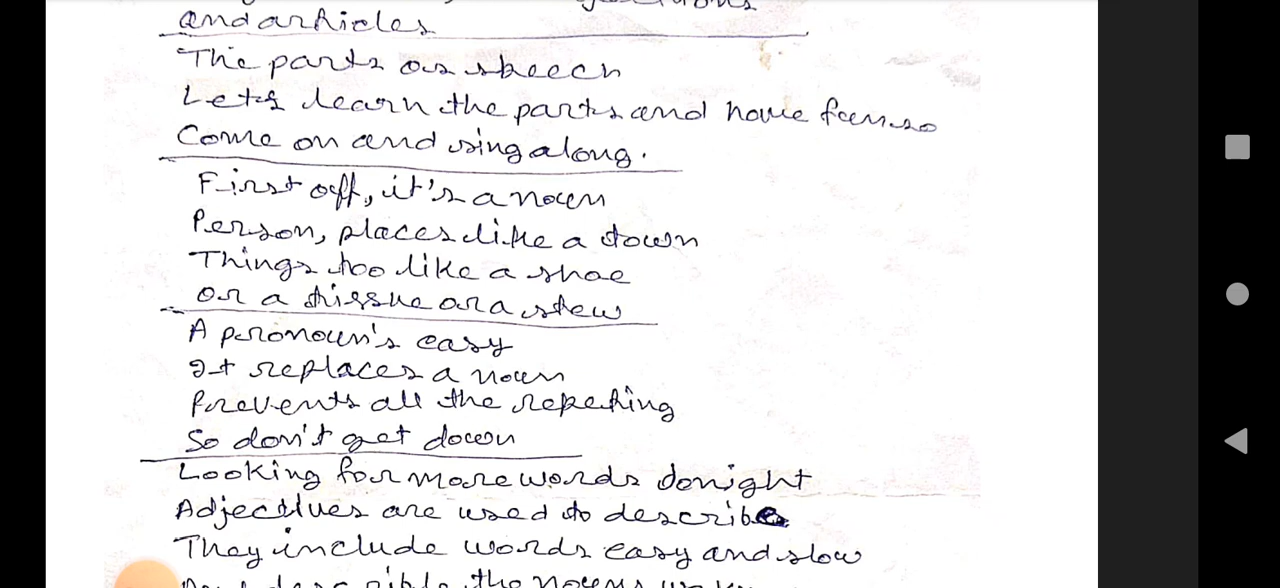 and articles
The parts of speech
Let's learn the parts and have fun so
Come on and sing along.
First off, it's a noun
Person, places like a town
Things too like a shoe
or a tissue or a stew
A pronoun's easy
It replaces a noun
Prevents all the repeating
So don't get down
Looking for more words tonight
Adjectives are used to describe
They include words easy and slow
the nouns